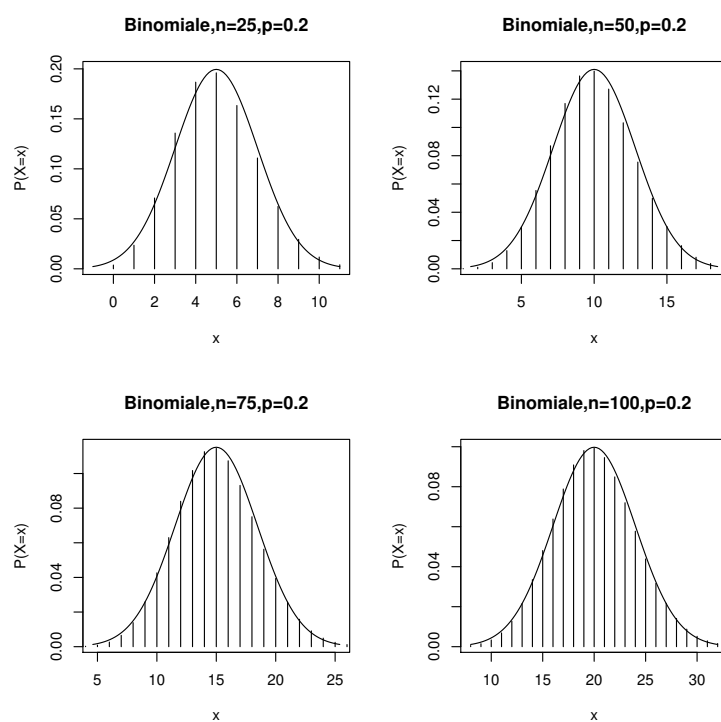 Binomiale,n=25,p=0.2
P(X=x)
0.00 0.05 0.10 0.15 0.20
0 2 4 6 8 10
x
Binomiale,n=50,p=0.2
P(X=x)
0.00 0.04 0.08 0.12
5 10 15
x
Binomiale,n=75,p=0.2
P(X=x)
0.00 0.04 0.08
5 10 15 20 25
x
Binomiale,n=100,p=0.2
P(X=x)
0.00 0.04 0.08
10 15 20 25 30
x